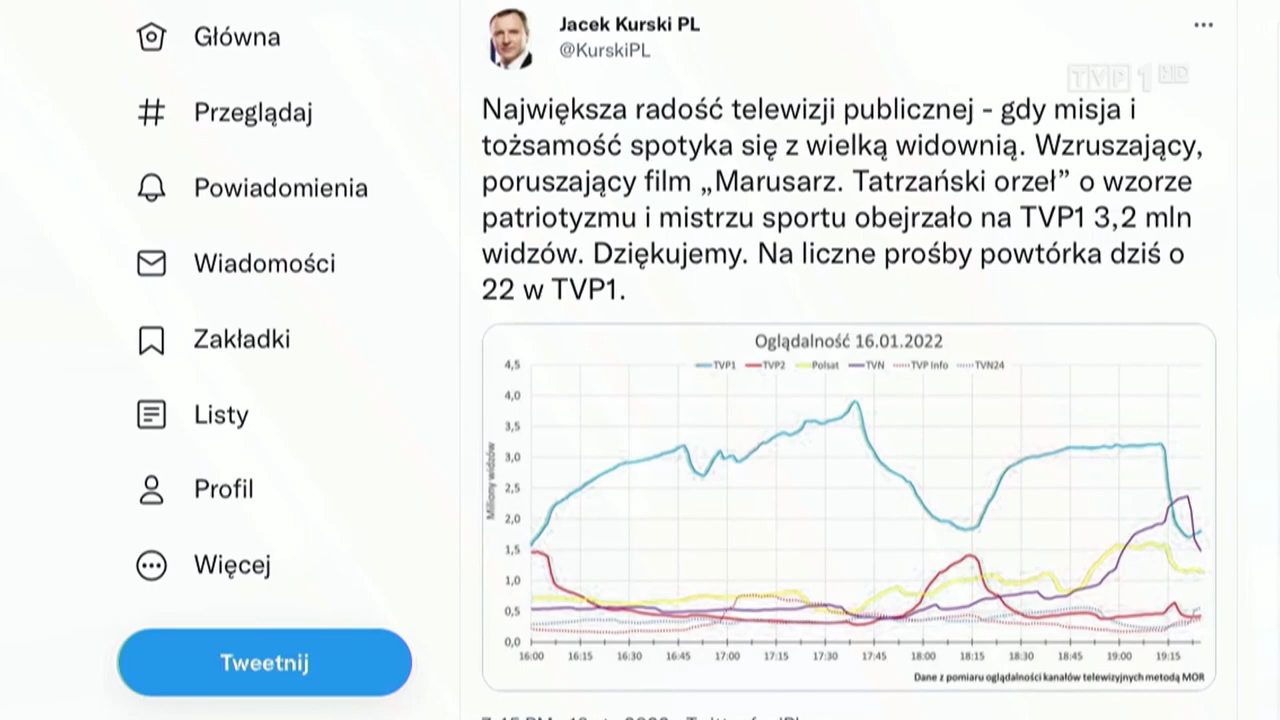 Główna
Przeglądaj
Powiadomienia
Wiadomości
Zakładki
Listy
Profil
Więcej
Tweetnij
Jacek Kurski PL
@KurskiPL
TVP 1 HD
Największa radość telewizji publicznej - gdy misja i
tożsamość spotyka się z wielką widownią. Wzruszający,
poruszający film „Marusarz. Tatrzański orzeł” o wzorze
patriotyzmu i mistrzu sportu obejrzało na TVP1 3,2 mln
widzów. Dziękujemy. Na liczne prośby powtórka dziś o
22 w TVP1.
Oglądalność 16.01.2022
TVP1 TVP2 Polsat TVN TVP Info TVN24
Miliony widzów
4,5
4,0
3,5
3,0
2,5
2,0
1,5
1,0
0,5
0,0
16:00 16:15 16:30 16:45 17:00 17:15 17:30 17:45 18:00 18:15 18:30 18:45 19:00 19:15
Dane z pomiaru oglądalności kanałów telewizyjnych metodą MOR